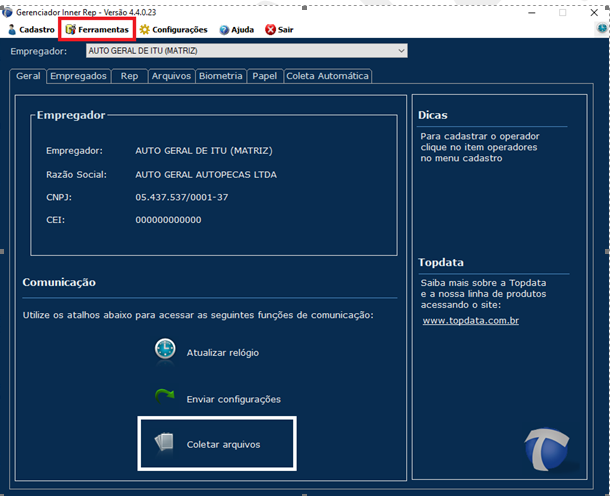 Gerenciador Inner Rep - Versão 4.4.0.23
Cadastro Ferramentas Configurações Ajuda Sair
Empregador: AUTO GERAL DE ITU (MATRIZ)
Geral Empregados Rep Arquivos Biometria Papel Coleta Automática
Empregador
Empregador: AUTO GERAL DE ITU (MATRIZ)
Razão Social: AUTO GERAL AUTOPECAS LTDA
CNPJ: 05.437.537/0001-37
CEI: 000000000000
Comunicação
Utilize os atalhos abaixo para acessar as seguintes funções de comunicação:
Atualizar relógio
Enviar configurações
Coletar arquivos
Dicas
Para cadastrar o operador
clique no item operadores
no menu cadastro
Topdata
Saiba mais sobre a Topdata
e a nossa linha de produtos
acessando o site:
www.topdata.com.br